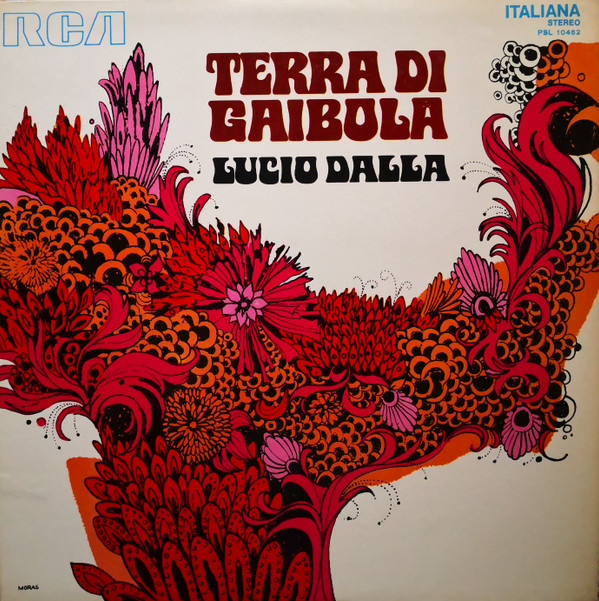 RCA
ITALIANA
STEREO
PSL 10462
TERRA DI
GAIBOLA
LUCIO DALLA
MORAS